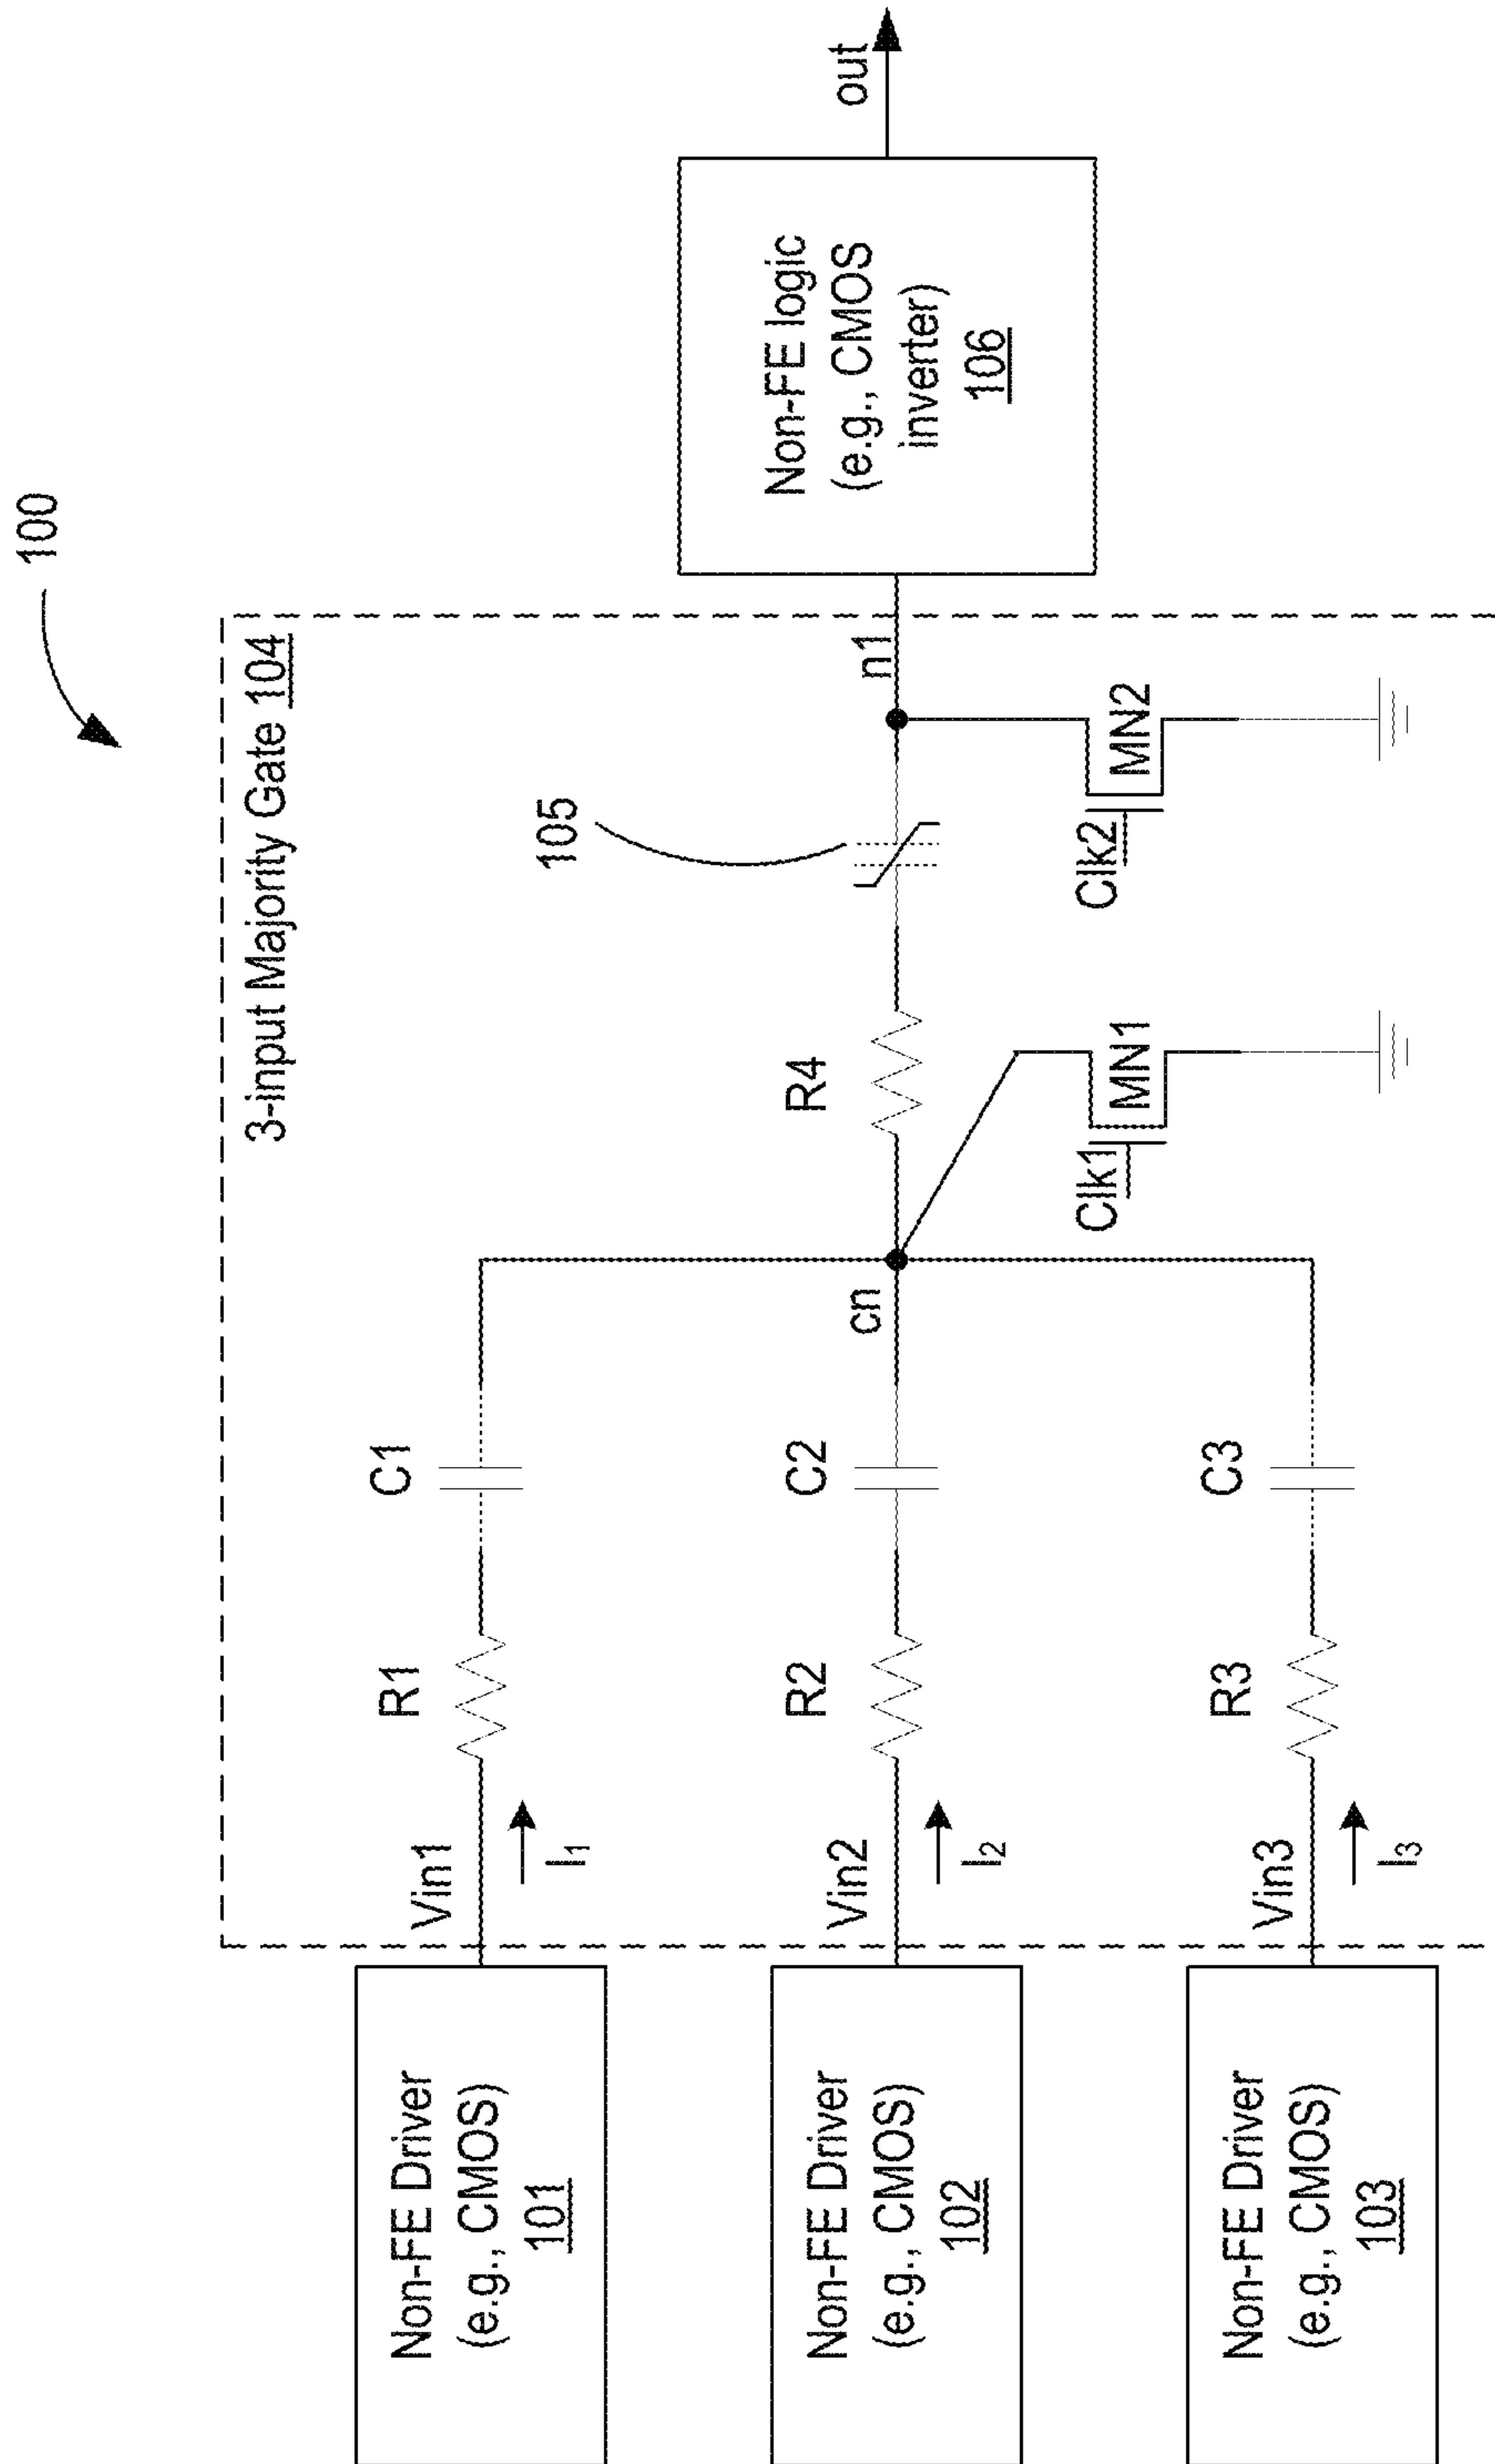 100
3-input Majority Gate 104
Non-FE Driver
(e.g., CMOS)
101
Vin1
I₁
R1
C1
Non-FE Driver
(e.g., CMOS)
102
Vin2
I₂
R2
C2
cn
R4
105
n1
Non-FE logic
(e.g., CMOS
inverter)
106
out
Clk1
MN1
Clk2
MN2
Non-FE Driver
(e.g., CMOS)
103
Vin3
I₃
R3
C3